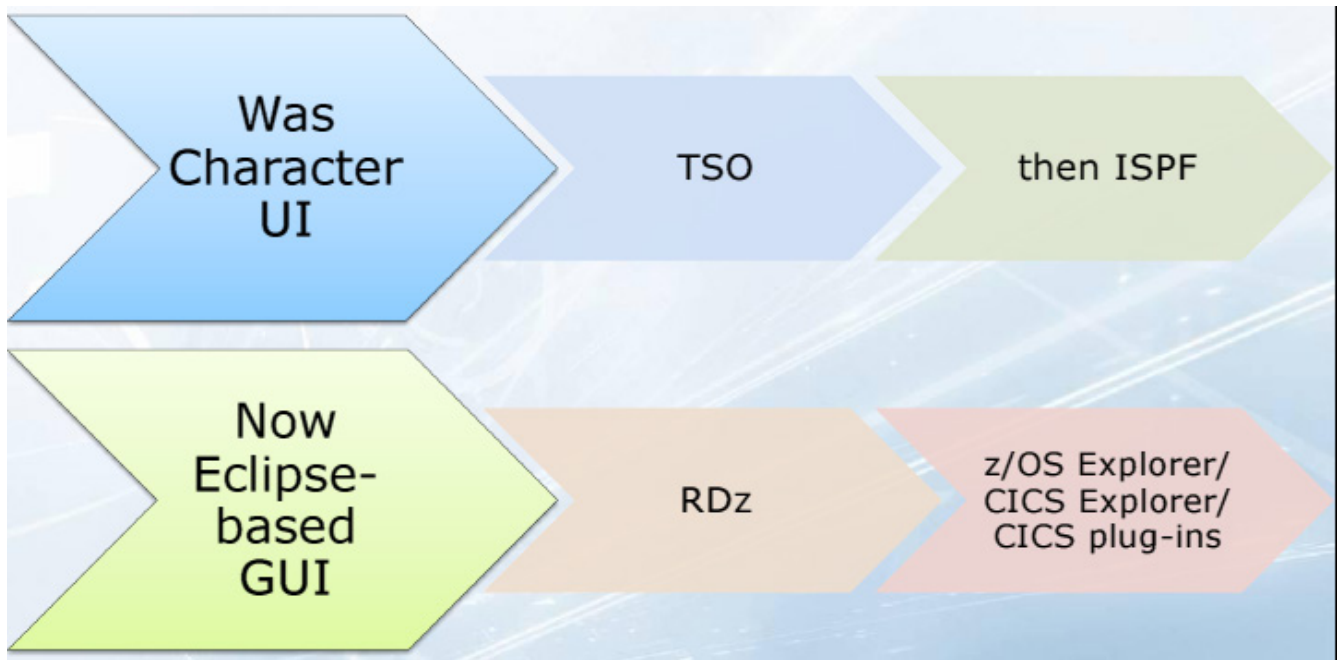 Was
Character
UI
TSO
then ISPF
Now
Eclipse-
based
GUI
RDz
z/OS Explorer/
CICS Explorer/
CICS plug-ins